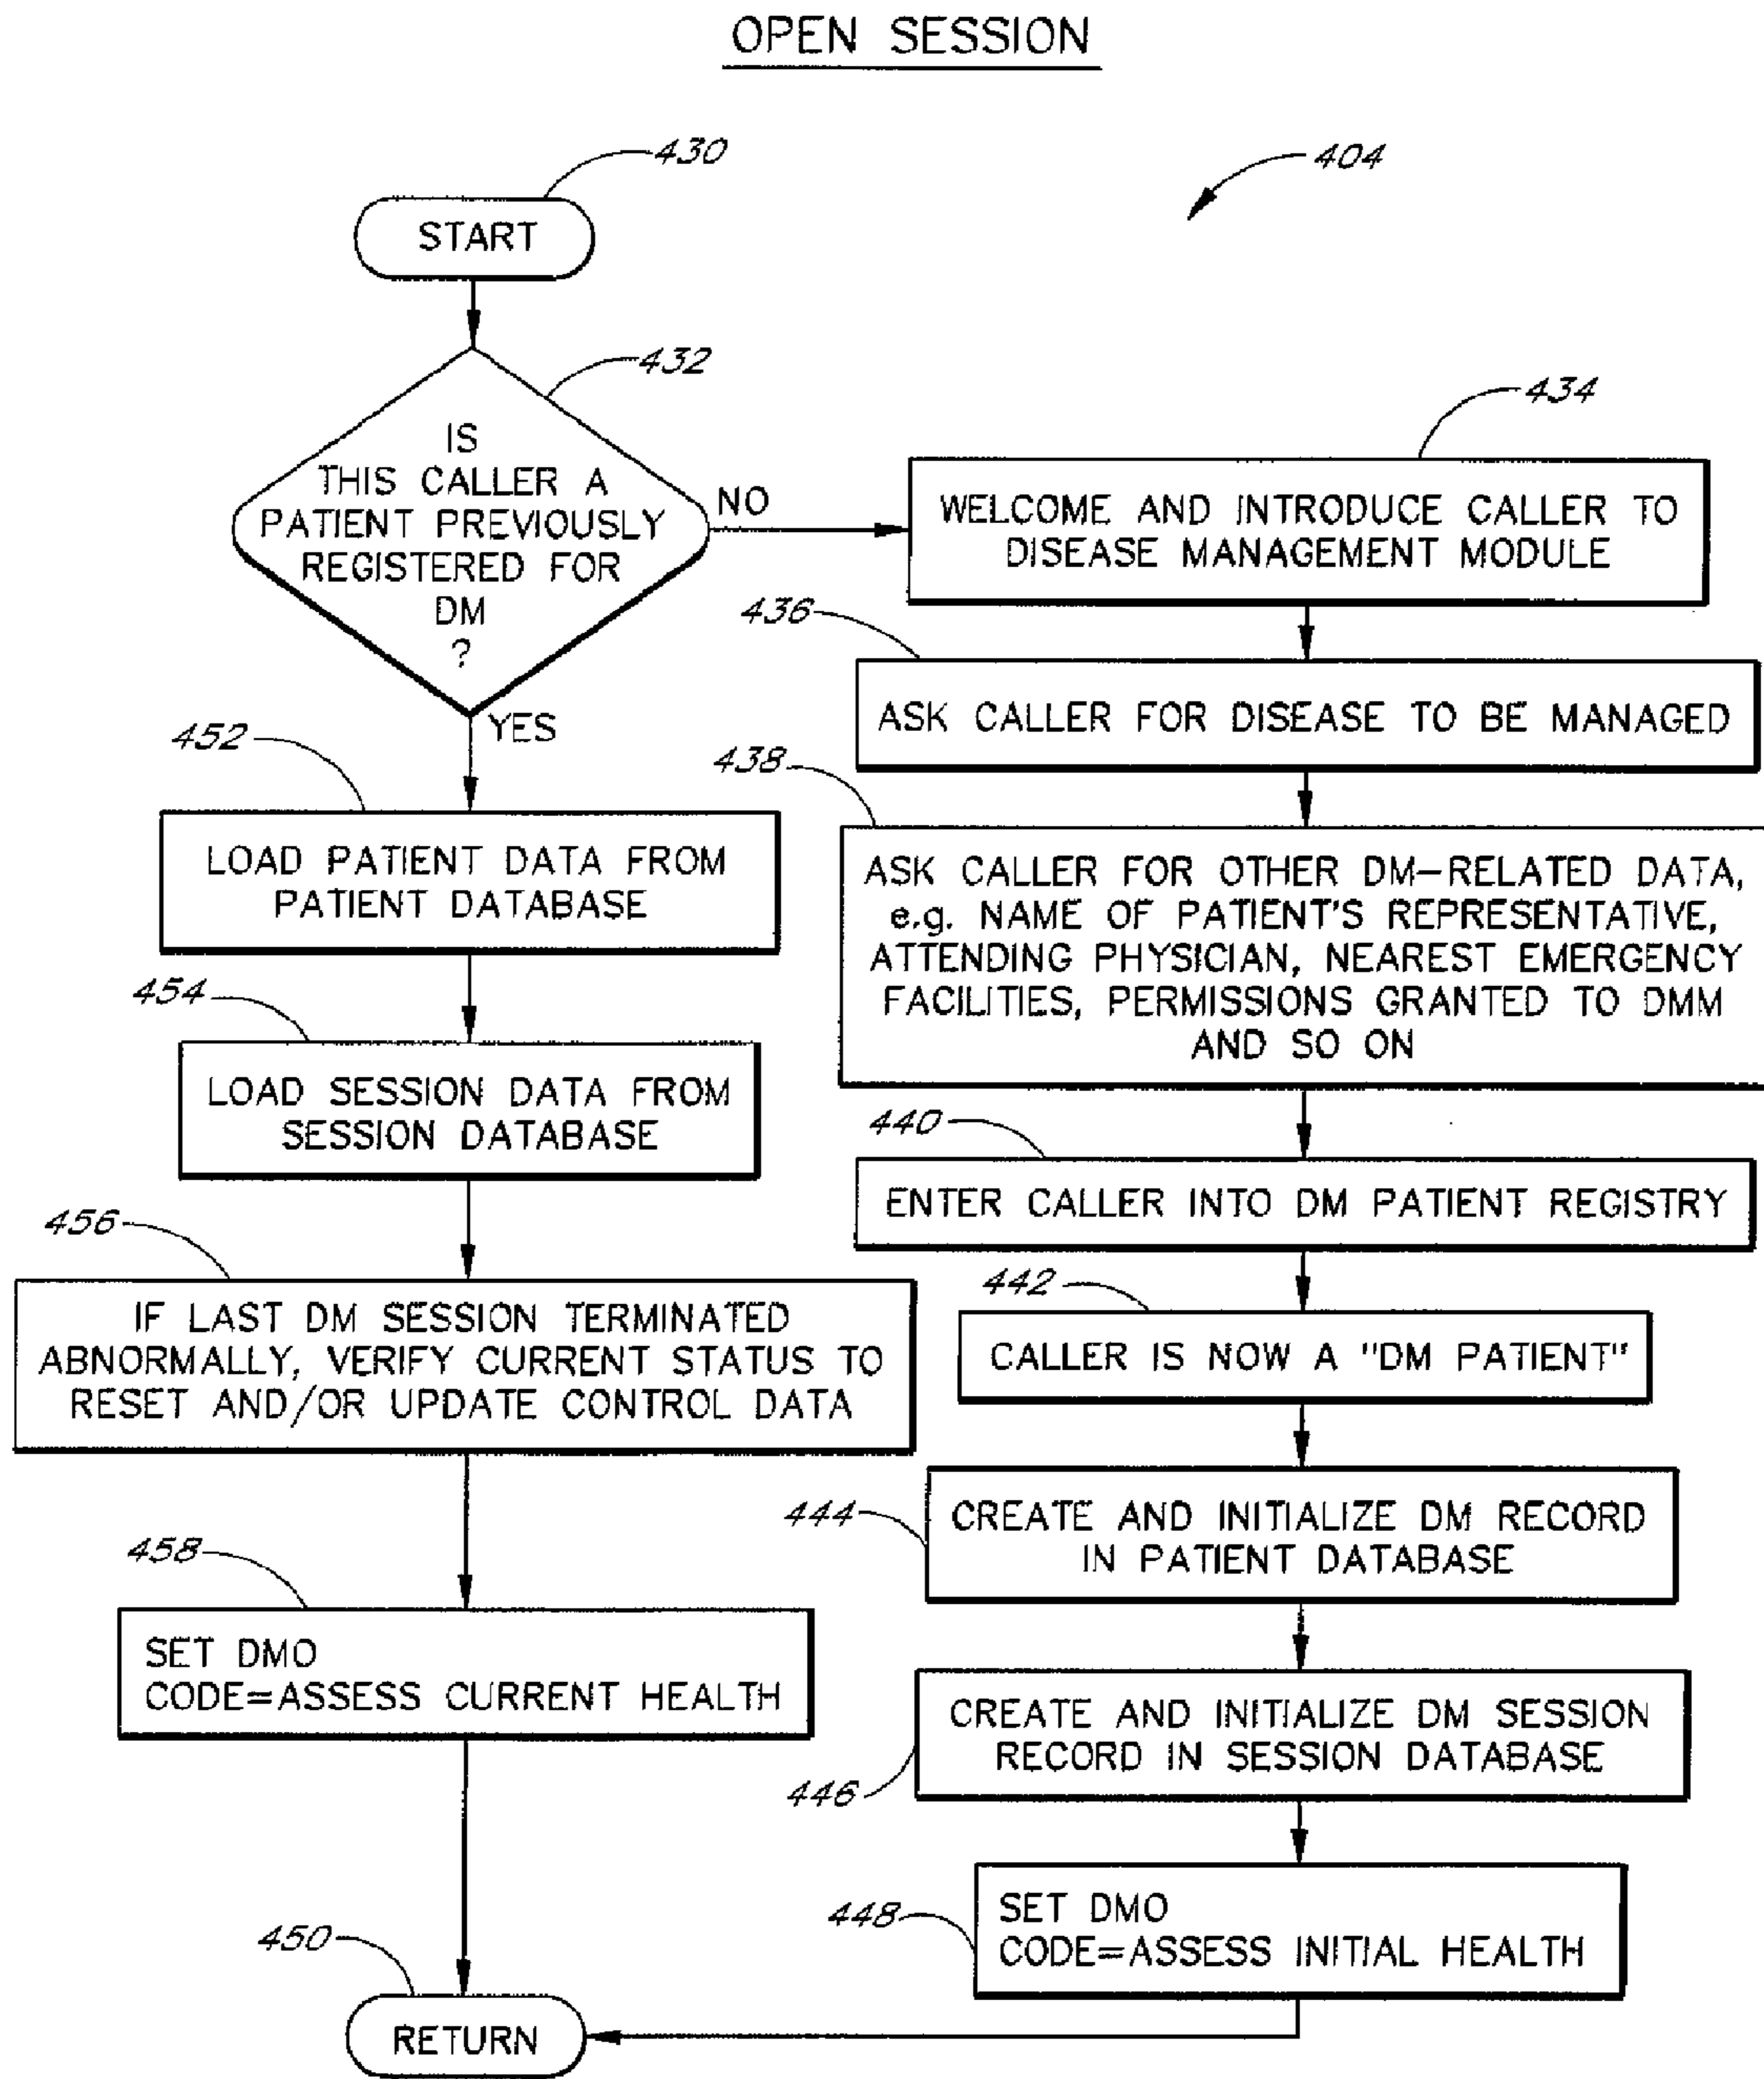 OPEN SESSION
430
404
START
432
IS
THIS CALLER A
PATIENT PREVIOUSLY
REGISTERED FOR
DM
?
NO
YES
434
WELCOME AND INTRODUCE CALLER TO
DISEASE MANAGEMENT MODULE
436
ASK CALLER FOR DISEASE TO BE MANAGED
438
ASK CALLER FOR OTHER DM-RELATED DATA,
e.g. NAME OF PATIENT'S REPRESENTATIVE,
ATTENDING PHYSICIAN, NEAREST EMERGENCY
FACILITIES, PERMISSIONS GRANTED TO DMM
AND SO ON
440
ENTER CALLER INTO DM PATIENT REGISTRY
442
CALLER IS NOW A "DM PATIENT"
444
CREATE AND INITIALIZE DM RECORD
IN PATIENT DATABASE
446
CREATE AND INITIALIZE DM SESSION
RECORD IN SESSION DATABASE
448
SET DMO
CODE=ASSESS INITIAL HEALTH
452
LOAD PATIENT DATA FROM
PATIENT DATABASE
454
LOAD SESSION DATA FROM
SESSION DATABASE
456
IF LAST DM SESSION TERMINATED
ABNORMALLY, VERIFY CURRENT STATUS TO
RESET AND/OR UPDATE CONTROL DATA
458
SET DMO
CODE=ASSESS CURRENT HEALTH
450
RETURN